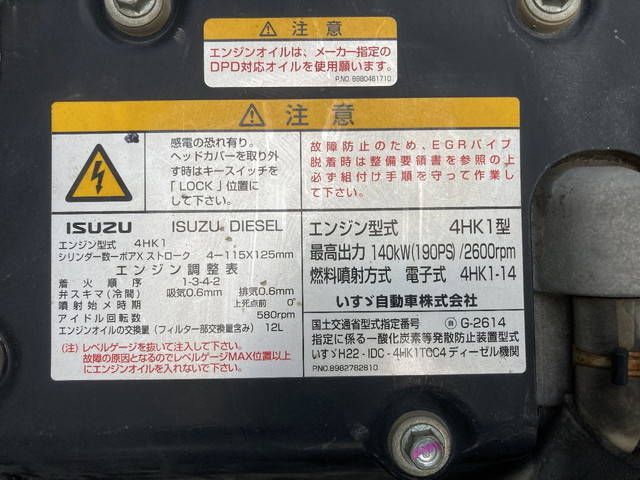 ⚠ 注意
エンジンオイルは、メーカー指定の
DPD対応オイルを使用願います。
P.NO. 8980461710
⚠ 注意
感電の恐れ有り。
ヘッドカバーを取り外
す時はキースイッチを
「LOCK」位置に
して下さい。
故障防止のため、EGRパイプ
脱着時は整備要領書を参照の上
必ず組付け手順を守って作業し
て下さい。
ISUZU ISUZU DIESEL
エンジン型式 4HK1
シリンダー数-ボアXストローク 4-115X125mm
エンジン調整表
着火順序 1-3-4-2
弁スキマ(冷間) 吸気0.6mm 排気0.6mm
噴射始メ時期 上死点前 0°
アイドル回転数 580rpm
エンジンオイルの交換量(フィルター部交換量含み) 12L
(注)レベルゲージを抜いて注入して下さい。
故障の原因となるのでレベルゲージMAX位置以上
にエンジンオイルを入れないで下さい。
エンジン型式 4HK1型
最高出力 140kW(190PS)/2600rpm
燃料噴射方式 電子式 4HK1-14
いすゞ自動車株式会社
国土交通省型式指定番号 G-2614
指定に係る一酸化炭素等発散防止装置型式
いすゞH22-IDC-4HK1TCC4ディーゼル機関
P.NO.8982782810